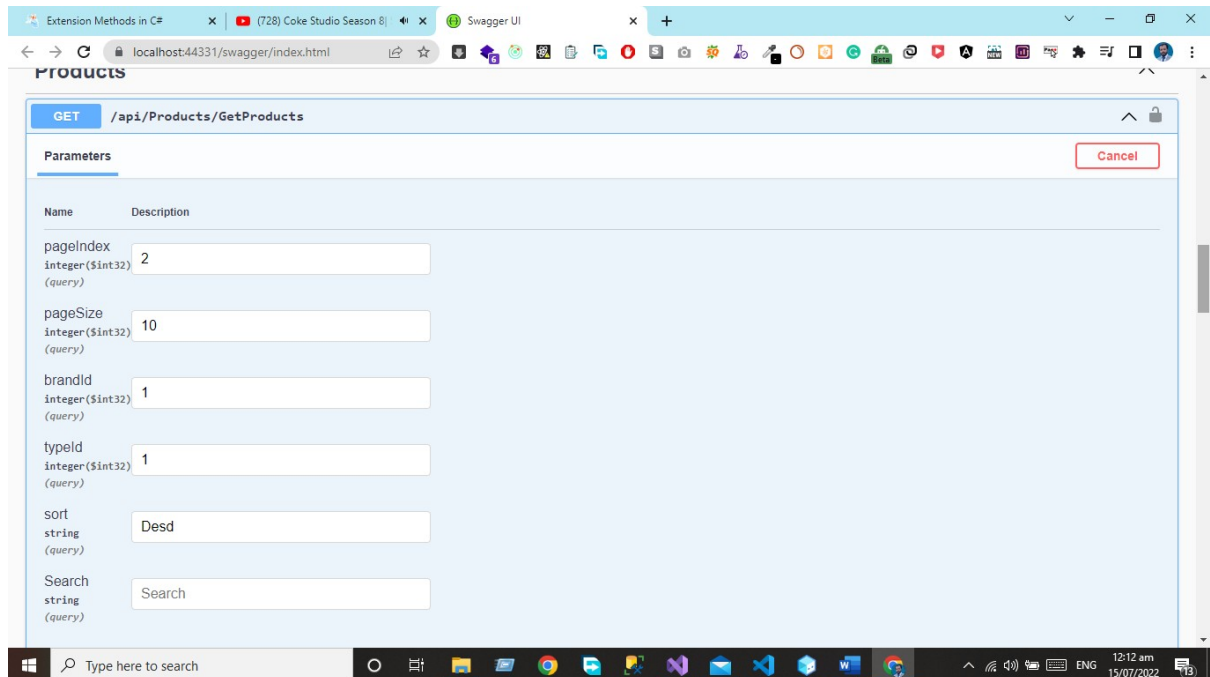 Extension Methods in C#
(728) Coke Studio Season 8|
Swagger UI
localhost:44331/swagger/index.html
Products
GET /api/Products/GetProducts
Parameters
Cancel
Name Description
pageIndex
integer($int32)
(query)
2
pageSize
integer($int32)
(query)
10
brandId
integer($int32)
(query)
1
typeId
integer($int32)
(query)
1
sort
string
(query)
Desd
Search
string
(query)
Search
Type here to search
ENG
12:12 am
15/07/2022